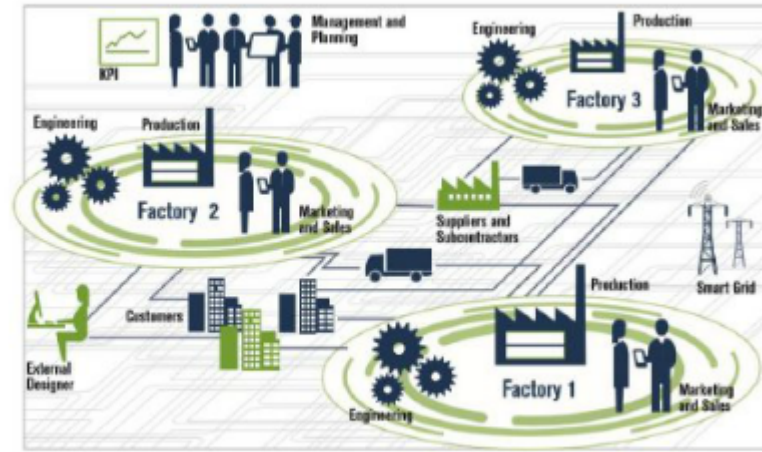 Management and
Planning
KPI
Engineering
Production
Factory 3
Marketing
and Sales
Engineering
Production
Factory 2
Marketing
and Sales
Suppliers and
Subcontractors
Smart Grid
Customers
External
Designer
Production
Factory 1
Engineering
Marketing
and Sales